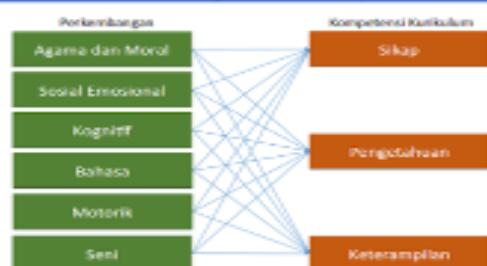 Perkembangan
Kompetensi Kurikulum
Agama dan Moral
Sikap
Sosial Emosional
Kognitif
Pengetahuan
Bahasa
Motorik
Seni
Keterampilan